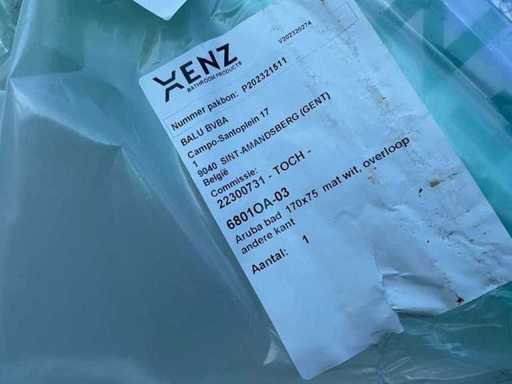 XENZ
BATHROOM PRODUCTS
V20232027A
Nummer pakbon: P202321511
BALU BVBA
Campo-Santoplein 17
1
9040 SINT-AMANDSBERG (GENT)
België
Commissie:
22300731 - TOCH -
6801OA-03
Aruba bad 170x75 mat wit, overloop
andere kant
Aantal: 1